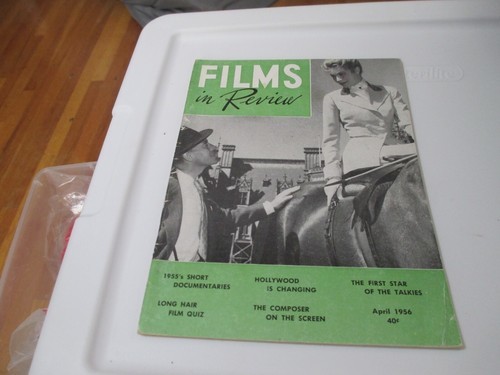 FILMS
in Review
1955's SHORT
DOCUMENTARIES
HOLLYWOOD
IS CHANGING
THE FIRST STAR
OF THE TALKIES
LONG HAIR
FILM QUIZ
THE COMPOSER
ON THE SCREEN
April 1956
40¢